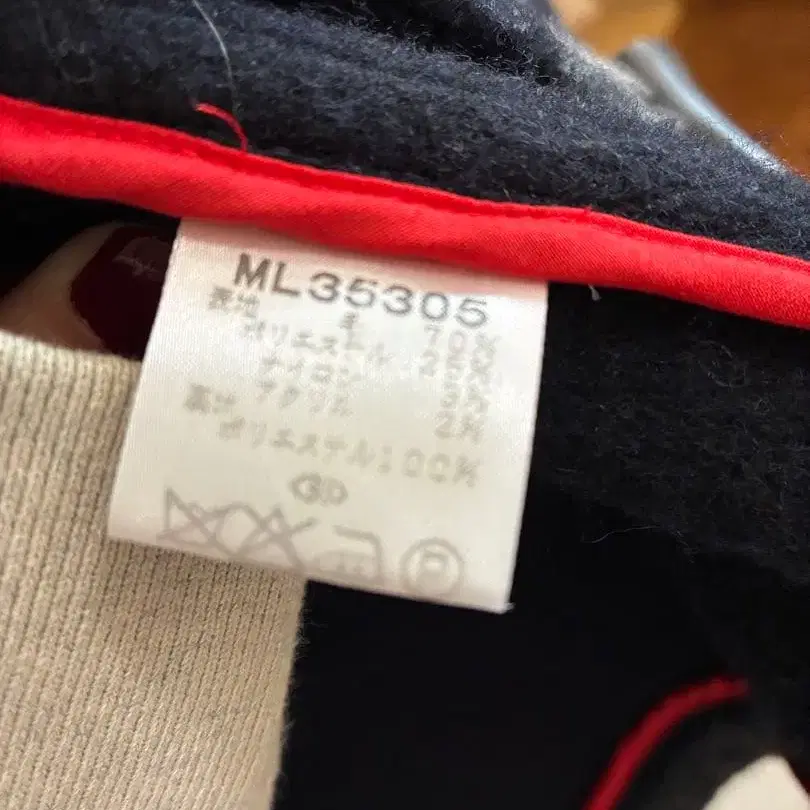 ML35305
表地 毛 70%
ポリエステル 25%
ナイロン 3%
アクリル 2%
裏地
ポリエステル100%
P